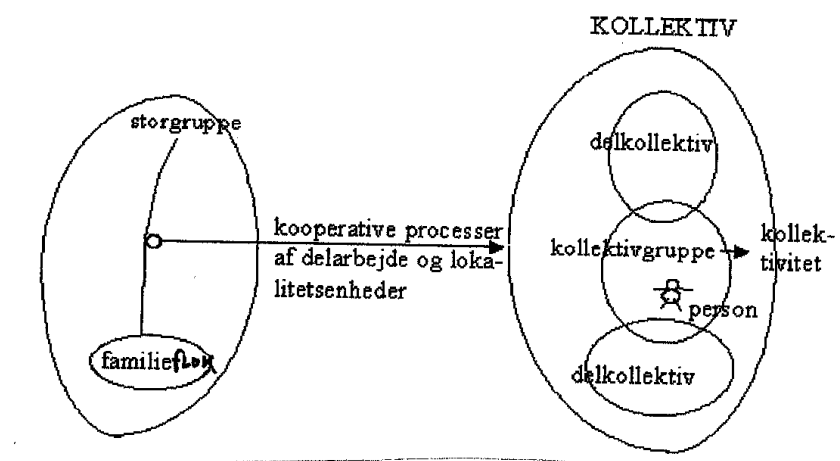 KOLLEKTIV
storgruppe
delkollektiv
kooperative processer
af delarbejde og loka-
litetsenheder
kollektivgruppe
kollek-
tivitet
person
familieflok
delkollektiv